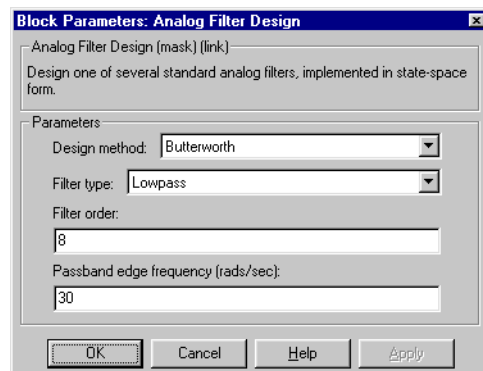 Block Parameters: Analog Filter Design
Analog Filter Design (mask) (link)
Design one of several standard analog filters, implemented in state-space
form.
Parameters
Design method: Butterworth
Filter type: Lowpass
Filter order:
8
Passband edge frequency (rads/sec):
30
OK Cancel Help Apply